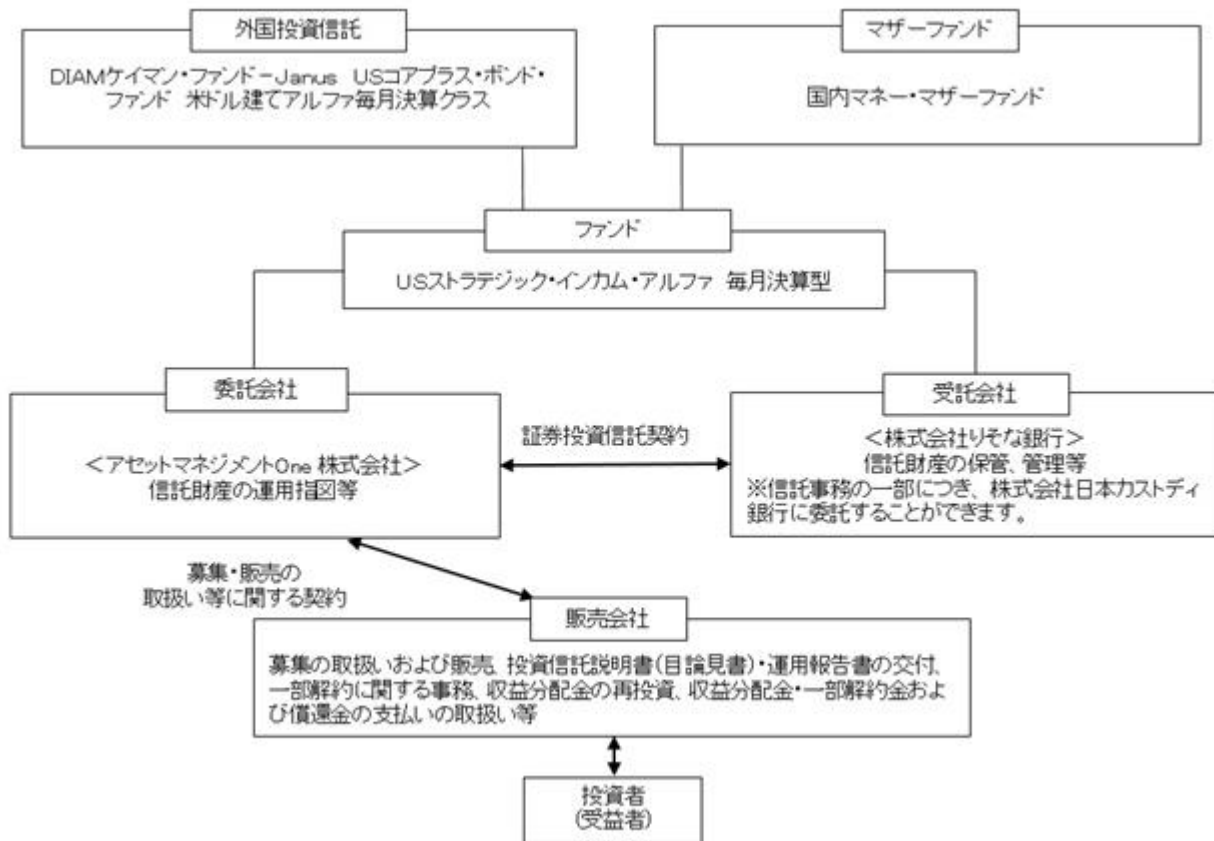 外国投資信託
DIAMケイマン・ファンド－Janus USコアプラス・ボンド・
ファンド 米ドル建てアルファ毎月決算クラス
マザーファンド
国内マネー・マザーファンド
ファンド
USストラテジック・インカム・アルファ 毎月決算型
委託会社
＜アセットマネジメントOne 株式会社＞
信託財産の運用指図等
証券投資信託契約
受託会社
＜株式会社りそな銀行＞
信託財産の保管、管理等
※信託事務の一部につき、株式会社日本カストディ
銀行に委託することができます。
募集・販売の
取扱い等に関する契約
販売会社
募集の取扱いおよび販売、投資信託説明書(目論見書)・運用報告書の交付、
一部解約に関する事務、収益分配金の再投資、収益分配金・一部解約金およ
び償還金の支払いの取扱い等
投資者
(受益者)